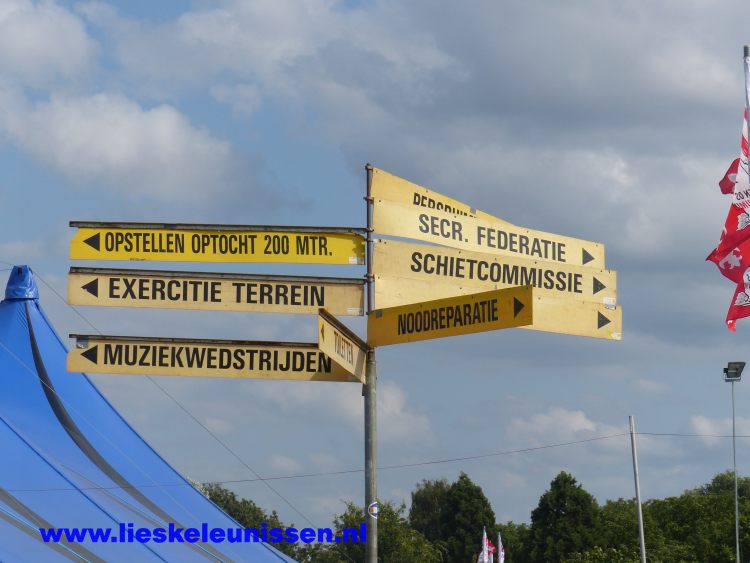 SECR. FEDERATIE
OPSTELLEN OPTOCHT 200 MTR.
SCHIETCOMMISSIE
EXERCITIE TERREIN
NOODREPARATIE
MUZIEKWEDSTRIJDEN
www.lieskeleunissen.nl